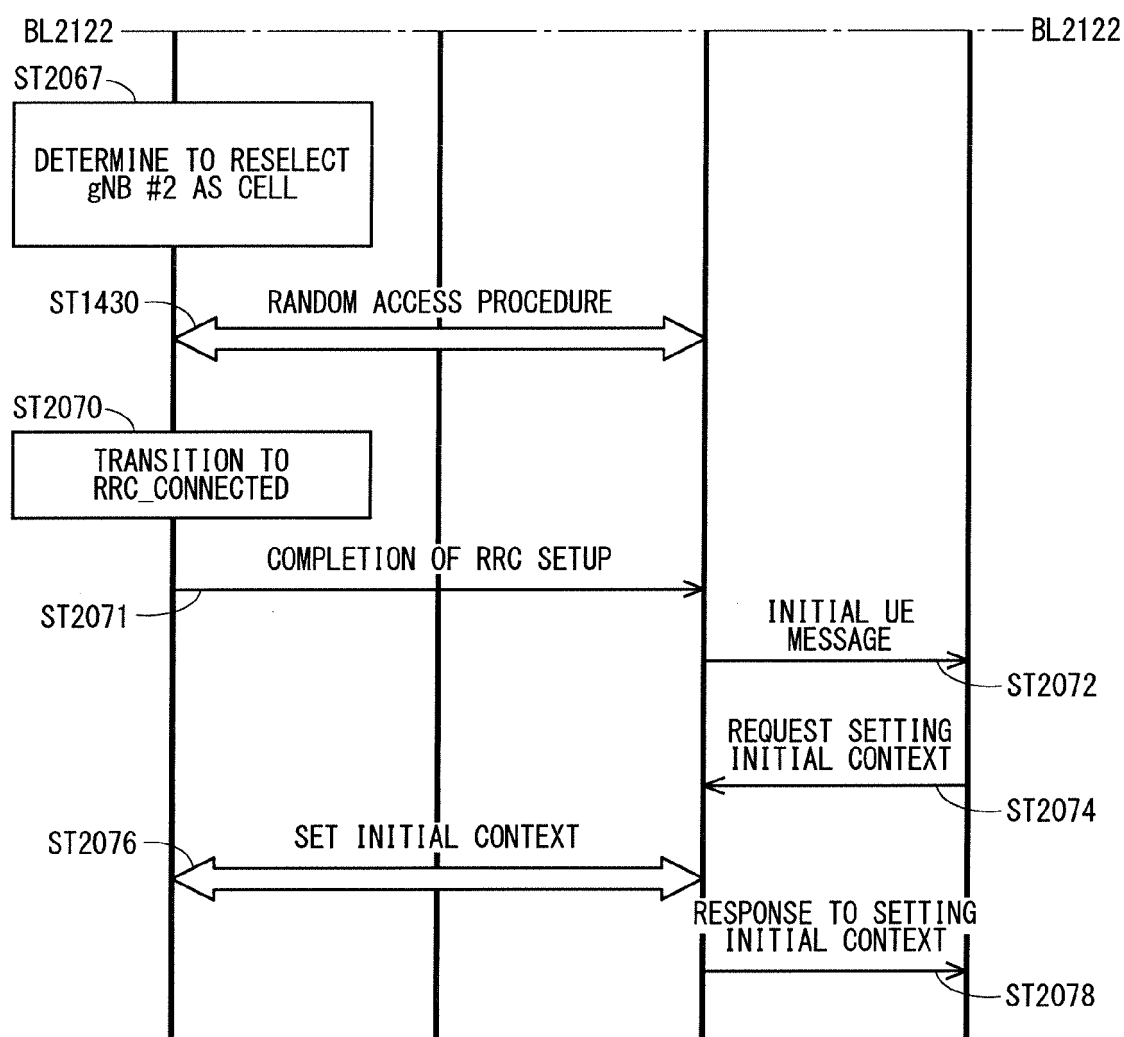 BL2122 BL2122
ST2067
DETERMINE TO RESELECT
gNB #2 AS CELL
ST1430
RANDOM ACCESS PROCEDURE
ST2070
TRANSITION TO
RRC_CONNECTED
COMPLETION OF RRC SETUP
ST2071
INITIAL UE
MESSAGE
ST2072
REQUEST SETTING
INITIAL CONTEXT
ST2074
SET INITIAL CONTEXT
ST2076
RESPONSE TO SETTING
INITIAL CONTEXT
ST2078